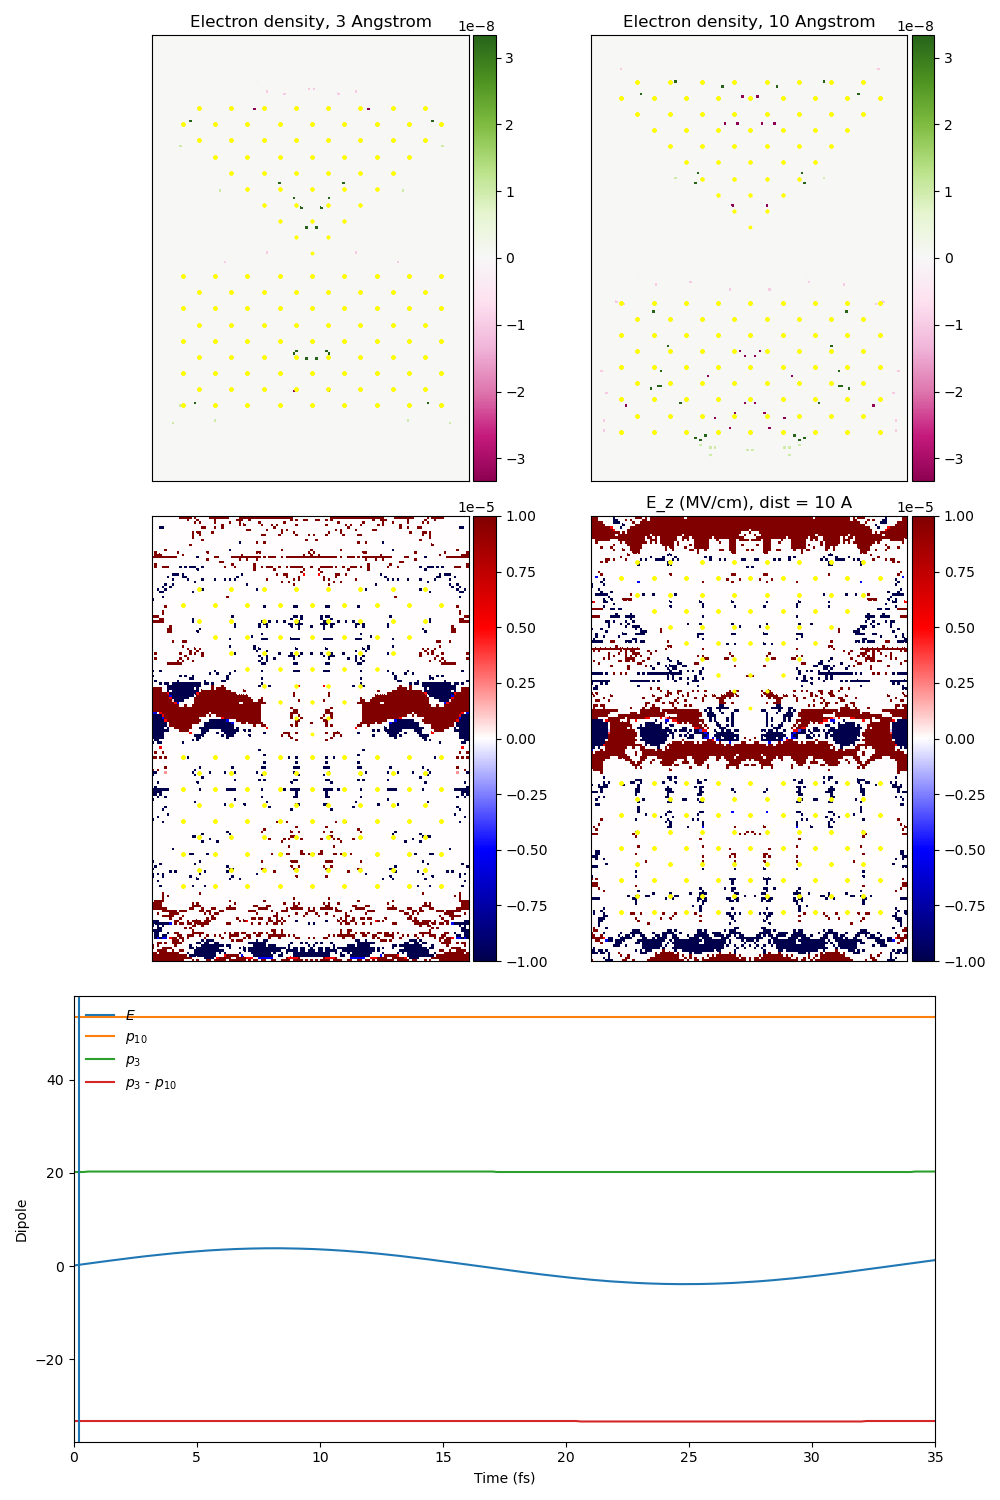 Electron density, 3 Angstrom
1e−8
3
2
1
0
−1
−2
−3
Electron density, 10 Angstrom
1e−8
3
2
1
0
−1
−2
−3
1e−5
1.00
0.75
0.50
0.25
0.00
−0.25
−0.50
−0.75
−1.00
E_z (MV/cm), dist = 10 A
1e−5
1.00
0.75
0.50
0.25
0.00
−0.25
−0.50
−0.75
−1.00
E
p10
p3
p3 - p10
Dipole
40
20
0
−20
0 5 10 15 20 25 30 35
Time (fs)